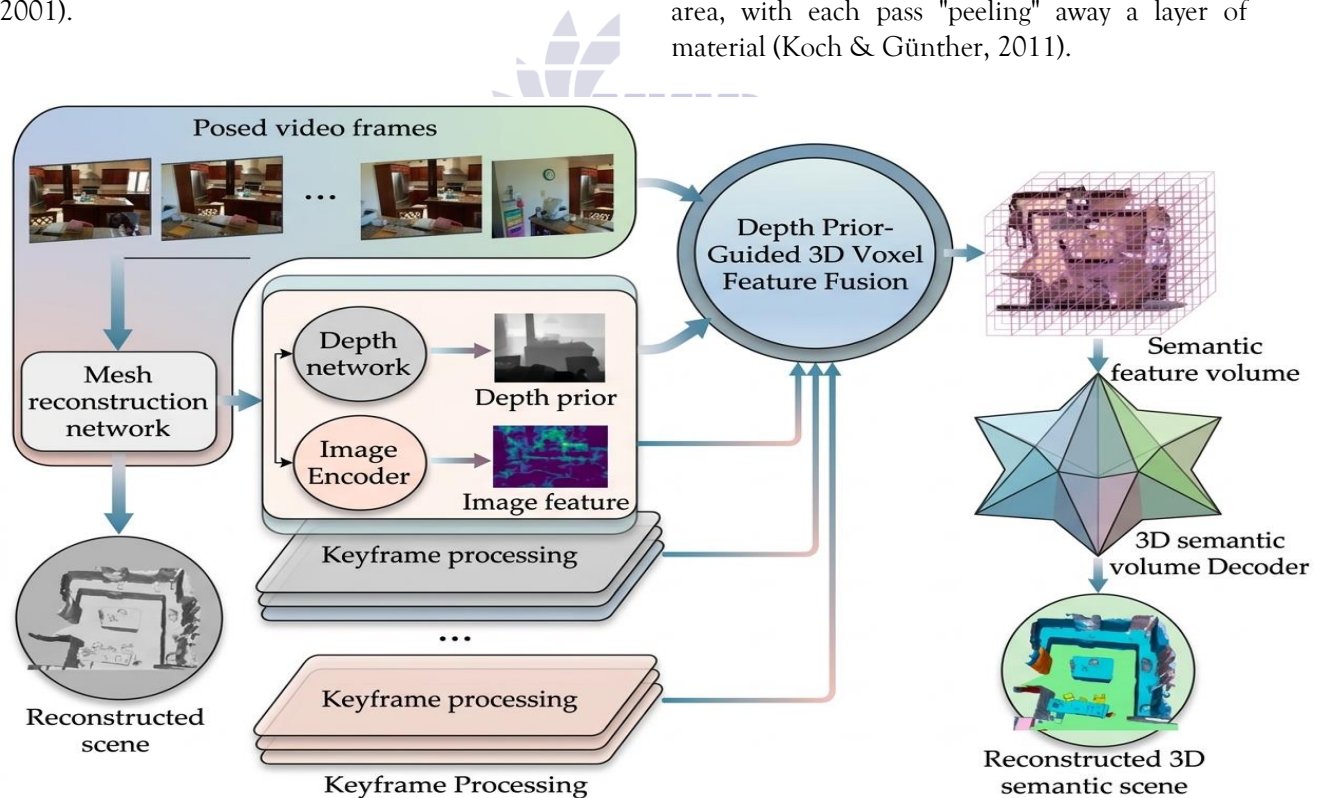 2001).
area, with each pass "peeling" away a layer of
material (Koch & Günther, 2011).
Posed video frames
...
Mesh
reconstruction
network
Depth
network
Depth prior
Image
Encoder
Image feature
Depth Prior-
Guided 3D Voxel
Feature Fusion
Semantic
feature volume
3D semantic
volume Decoder
Keyframe processing
...
Keyframe processing
Keyframe Processing
Reconstructed
scene
Reconstructed 3D
semantic scene